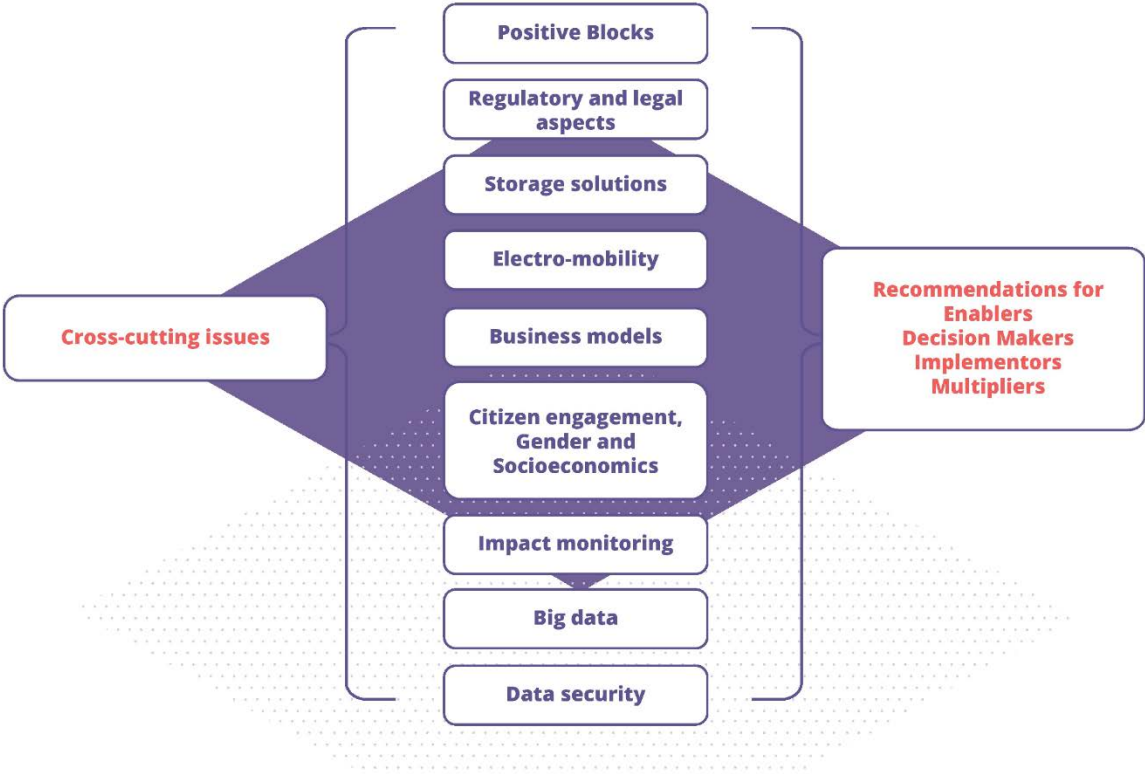 Positive Blocks
Regulatory and legal
aspects
Storage solutions
Electro-mobility
Business models
Citizen engagement,
Gender and
Socioeconomics
Impact monitoring
Big data
Data security
Cross-cutting issues
Recommendations for
Enablers
Decision Makers
Implementors
Multipliers